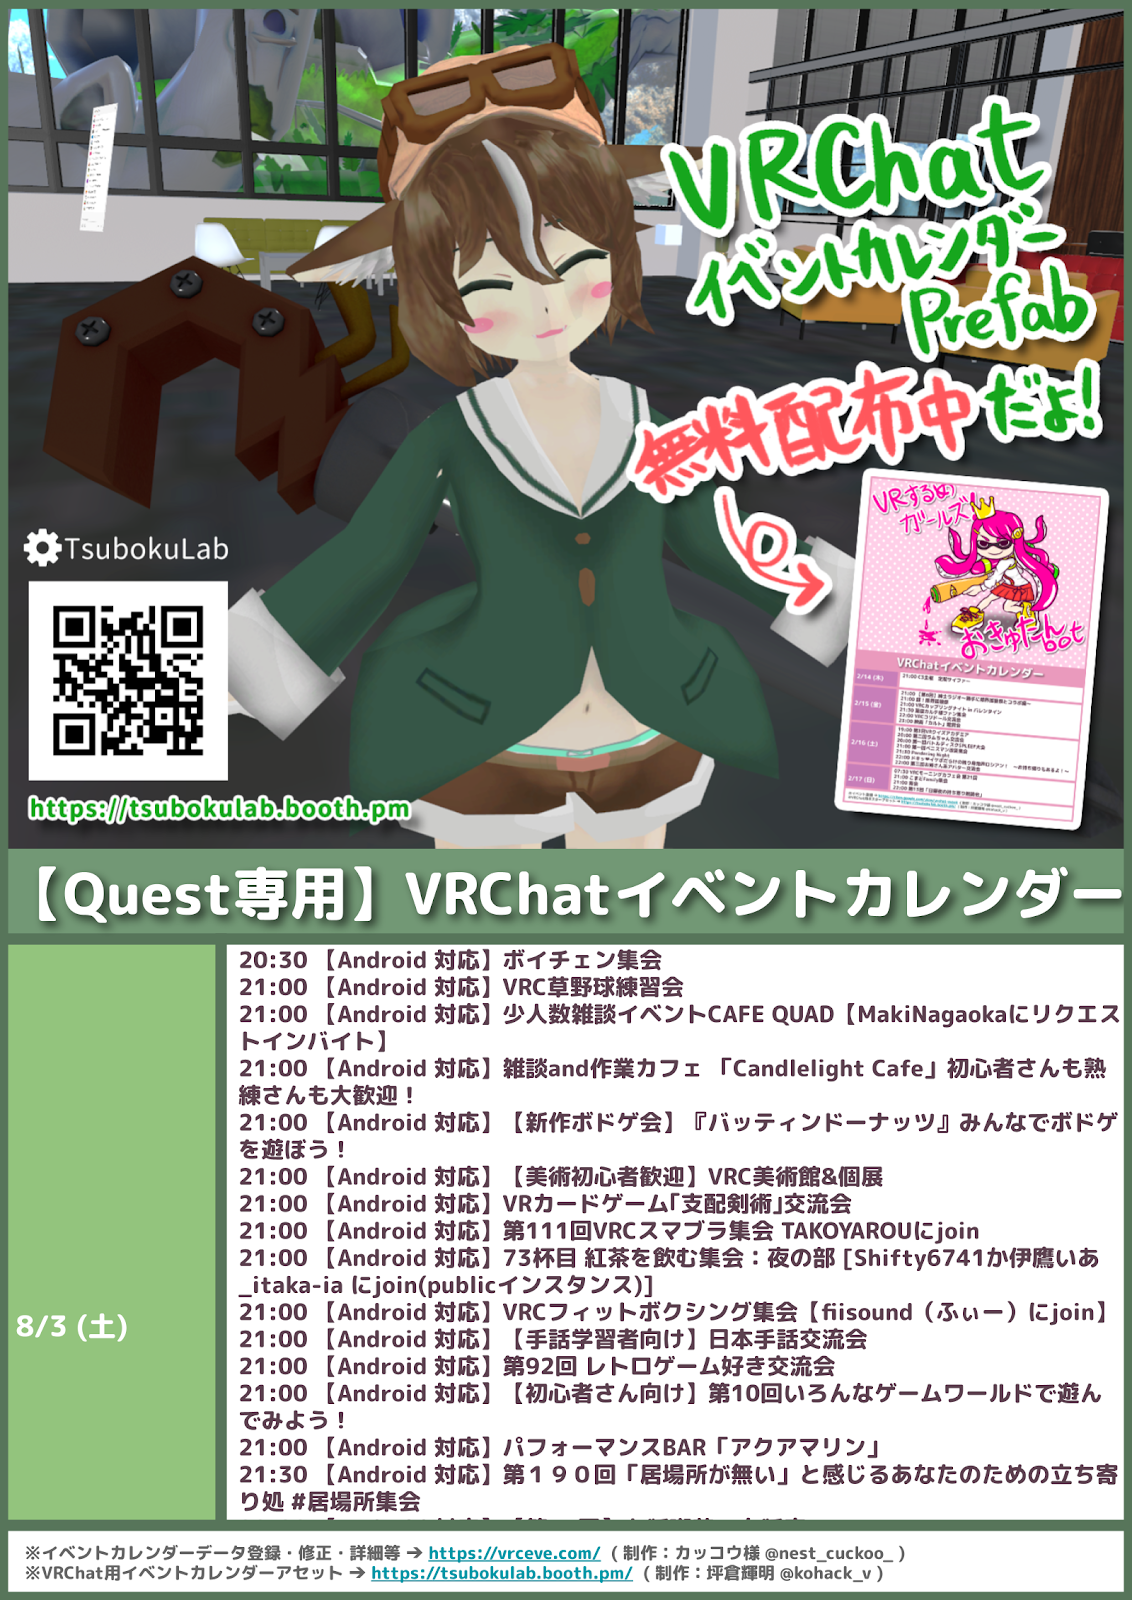 VRChat
イベントカレンダー
Prefab
無料配布中だよ!
TsubokuLab
https://tsubokulab.booth.pm
VRするめ
ガールズ
おきゅたん
bot
VRChatイベントカレンダー
2/14 (木)
2/15 (金)
2/16 (土)
2/17 (日)
【Quest専用】VRChatイベントカレンダー
8/3 (土)
20:30 【Android 対応】ボイチェン集会
21:00 【Android 対応】VRC草野球練習会
21:00 【Android 対応】少人数雑談イベントCAFE QUAD【MakiNagaokaにリクエス
トインバイト】
21:00 【Android 対応】雑談and作業カフェ 「Candlelight Cafe」初心者さんも熟
練さんも大歓迎！
21:00 【Android 対応】【新作ボドゲ会】『バッティンドーナッツ』みんなでボドゲ
を遊ぼう！
21:00 【Android 対応】【美術初心者歓迎】VRC美術館&個展
21:00 【Android 対応】VRカードゲーム｢支配剣術｣交流会
21:00 【Android 対応】第111回VRCスマブラ集会 TAKOYAROUにjoin
21:00 【Android 対応】73杯目 紅茶を飲む集会：夜の部 [Shifty6741か伊鷹いあ
_itaka-ia にjoin(publicインスタンス)]
21:00 【Android 対応】VRCフィットボクシング集会【fiisound（ふぃー）にjoin】
21:00 【Android 対応】【手話学習者向け】日本手話交流会
21:00 【Android 対応】第92回 レトロゲーム好き交流会
21:00 【Android 対応】【初心者さん向け】第10回いろんなゲームワールドで遊ん
でみよう！
21:00 【Android 対応】パフォーマンスBAR「アクアマリン」
21:30 【Android 対応】第１９０回「居場所が無い」と感じるあなたのための立ち寄
り処 #居場所集会
※イベントカレンダーデータ登録・修正・詳細等 → https://vrceve.com/ ( 制作：カッコウ様 @nest_cuckoo_ )
※VRChat用イベントカレンダーアセット → https://tsubokulab.booth.pm/ ( 制作：坪倉輝明 @kohack_v )